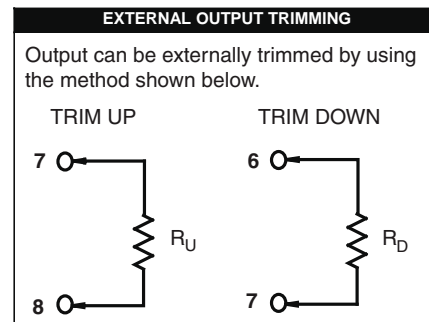 EXTERNAL OUTPUT TRIMMING
Output can be externally trimmed by using
the method shown below.
TRIM UP TRIM DOWN
7 6
RU RD
8 7